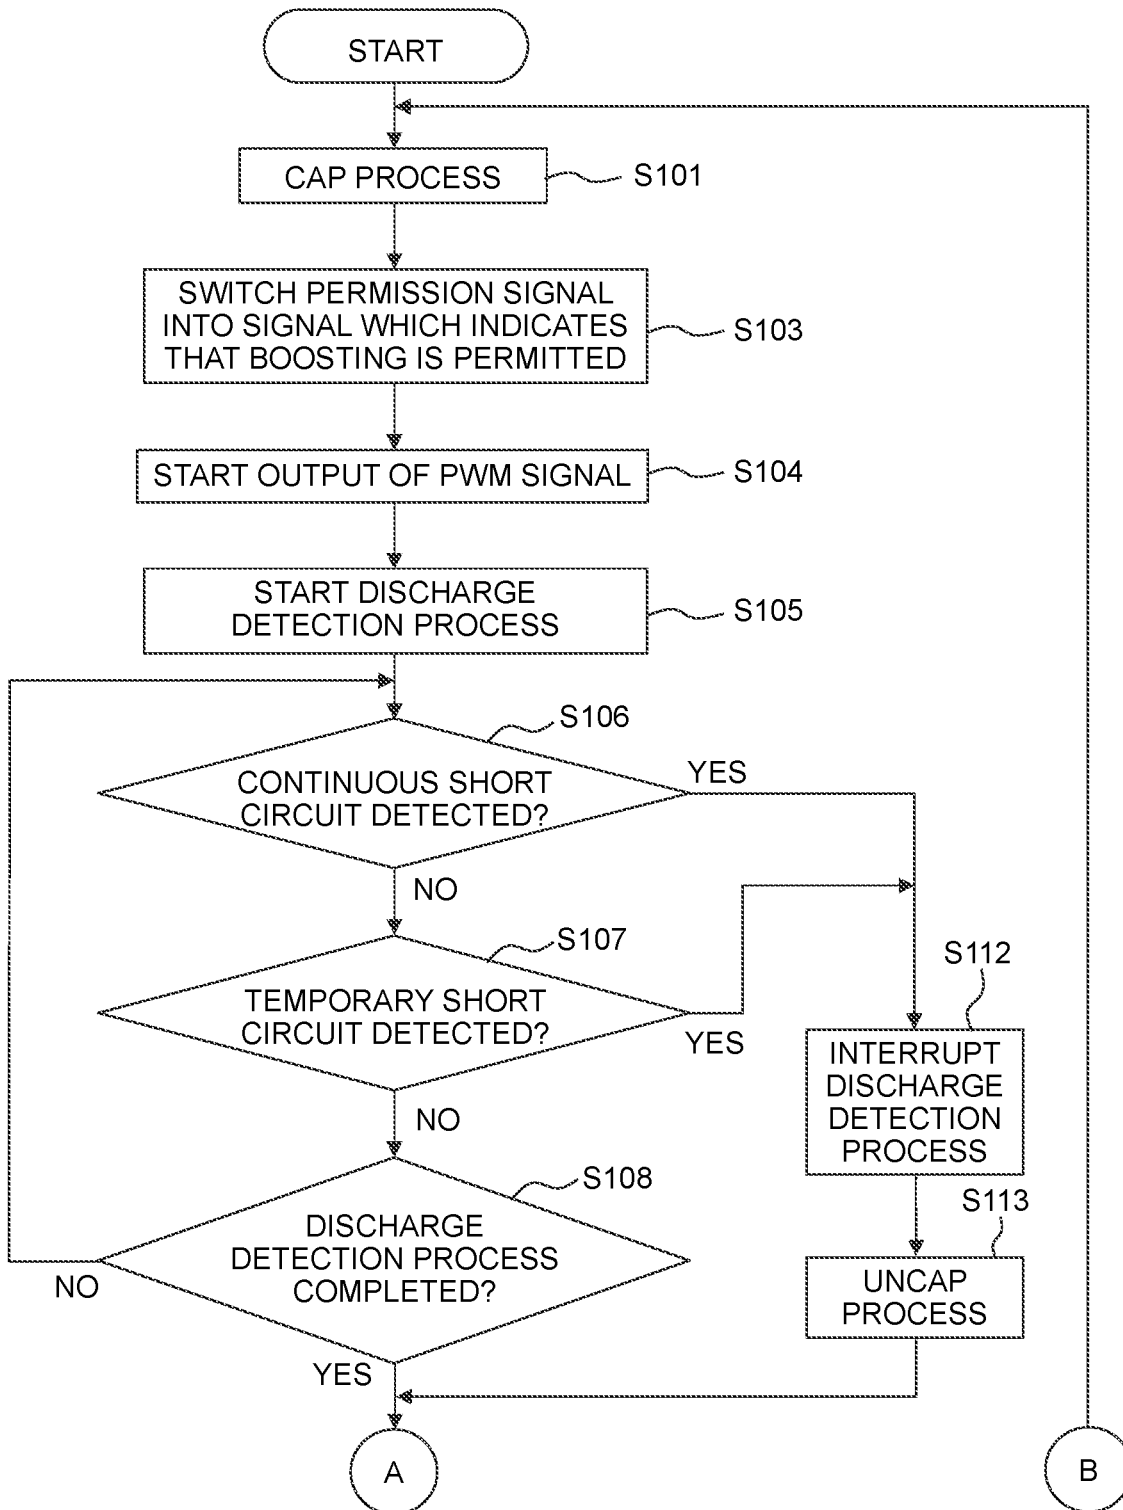 START
CAP PROCESS
S101
SWITCH PERMISSION SIGNAL
INTO SIGNAL WHICH INDICATES
THAT BOOSTING IS PERMITTED
S103
START OUTPUT OF PWM SIGNAL
S104
START DISCHARGE
DETECTION PROCESS
S105
S106
CONTINUOUS SHORT
CIRCUIT DETECTED?
YES
NO
S107
TEMPORARY SHORT
CIRCUIT DETECTED?
YES
NO
S112
INTERRUPT
DISCHARGE
DETECTION
PROCESS
S108
DISCHARGE
DETECTION PROCESS
COMPLETED?
NO
YES
S113
UNCAP
PROCESS
A
B